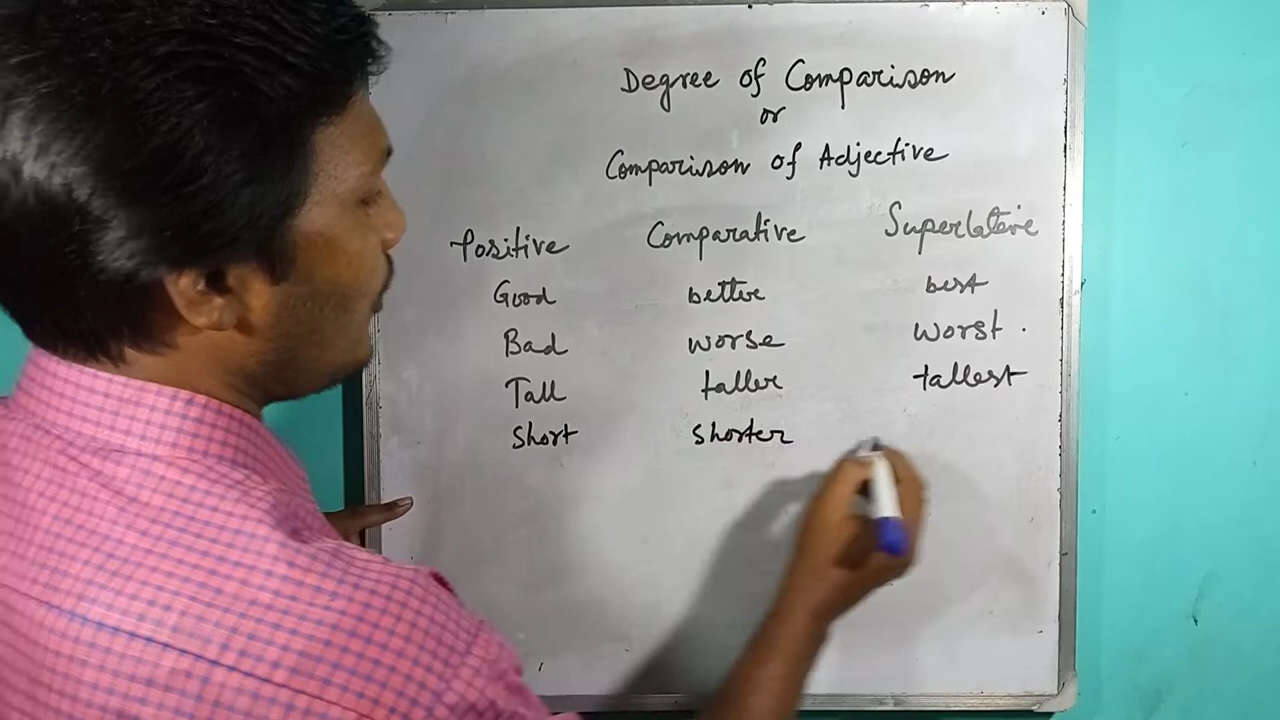 Degree of Comparison
or
Comparison of Adjective
Positive Comparative Superlative
Good better best
Bad worse worst .
Tall taller tallest
Short shorter